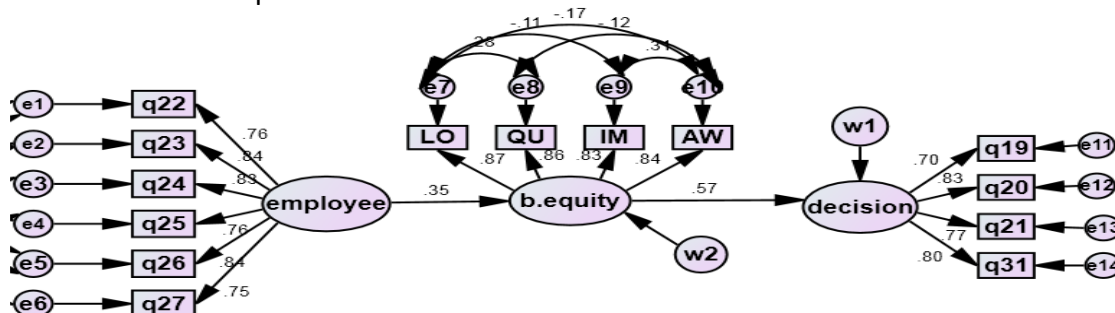 -.17
-.11 -.12
.28 .31
e7 e8 e9 e10
e1 q22
LO QU IM AW
w1
e2 q23 .76
.87 .86 .83 .84
q19 e11
.84 .70
e3 q24 .83
.83 q20 e12
employee .35 b.equity .57 decision
e4 q25
q21 e13
.76 .77
e5 q26 w2
.84 .80 q31 e14
.75
e6 q27